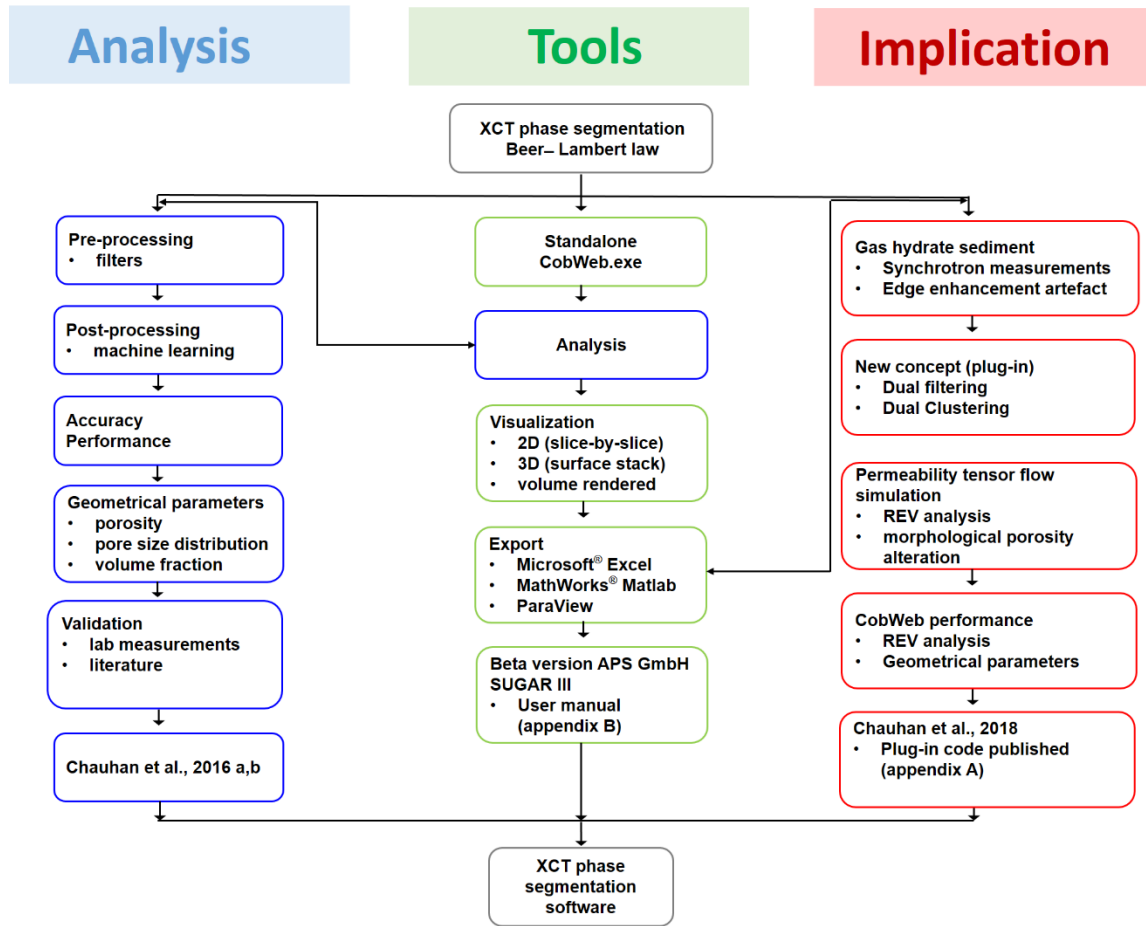 Analysis
Tools
Implication
XCT phase segmentation
Beer– Lambert law
Pre-processing
• filters
Post-processing
• machine learning
Accuracy
Performance
Geometrical parameters
• porosity
• pore size distribution
• volume fraction
Validation
• lab measurements
• literature
Chauhan et al., 2016 a,b
Standalone
CobWeb.exe
Analysis
Visualization
• 2D (slice-by-slice)
• 3D (surface stack)
• volume rendered
Export
• Microsoft® Excel
• MathWorks® Matlab
• ParaView
Beta version APS GmbH
SUGAR III
• User manual
(appendix B)
Gas hydrate sediment
• Synchrotron measurements
• Edge enhancement artefact
New concept (plug-in)
• Dual filtering
• Dual Clustering
Permeability tensor flow
simulation
• REV analysis
• morphological porosity
alteration
CobWeb performance
• REV analysis
• Geometrical parameters
Chauhan et al., 2018
• Plug-in code published
(appendix A)
XCT phase
segmentation
software